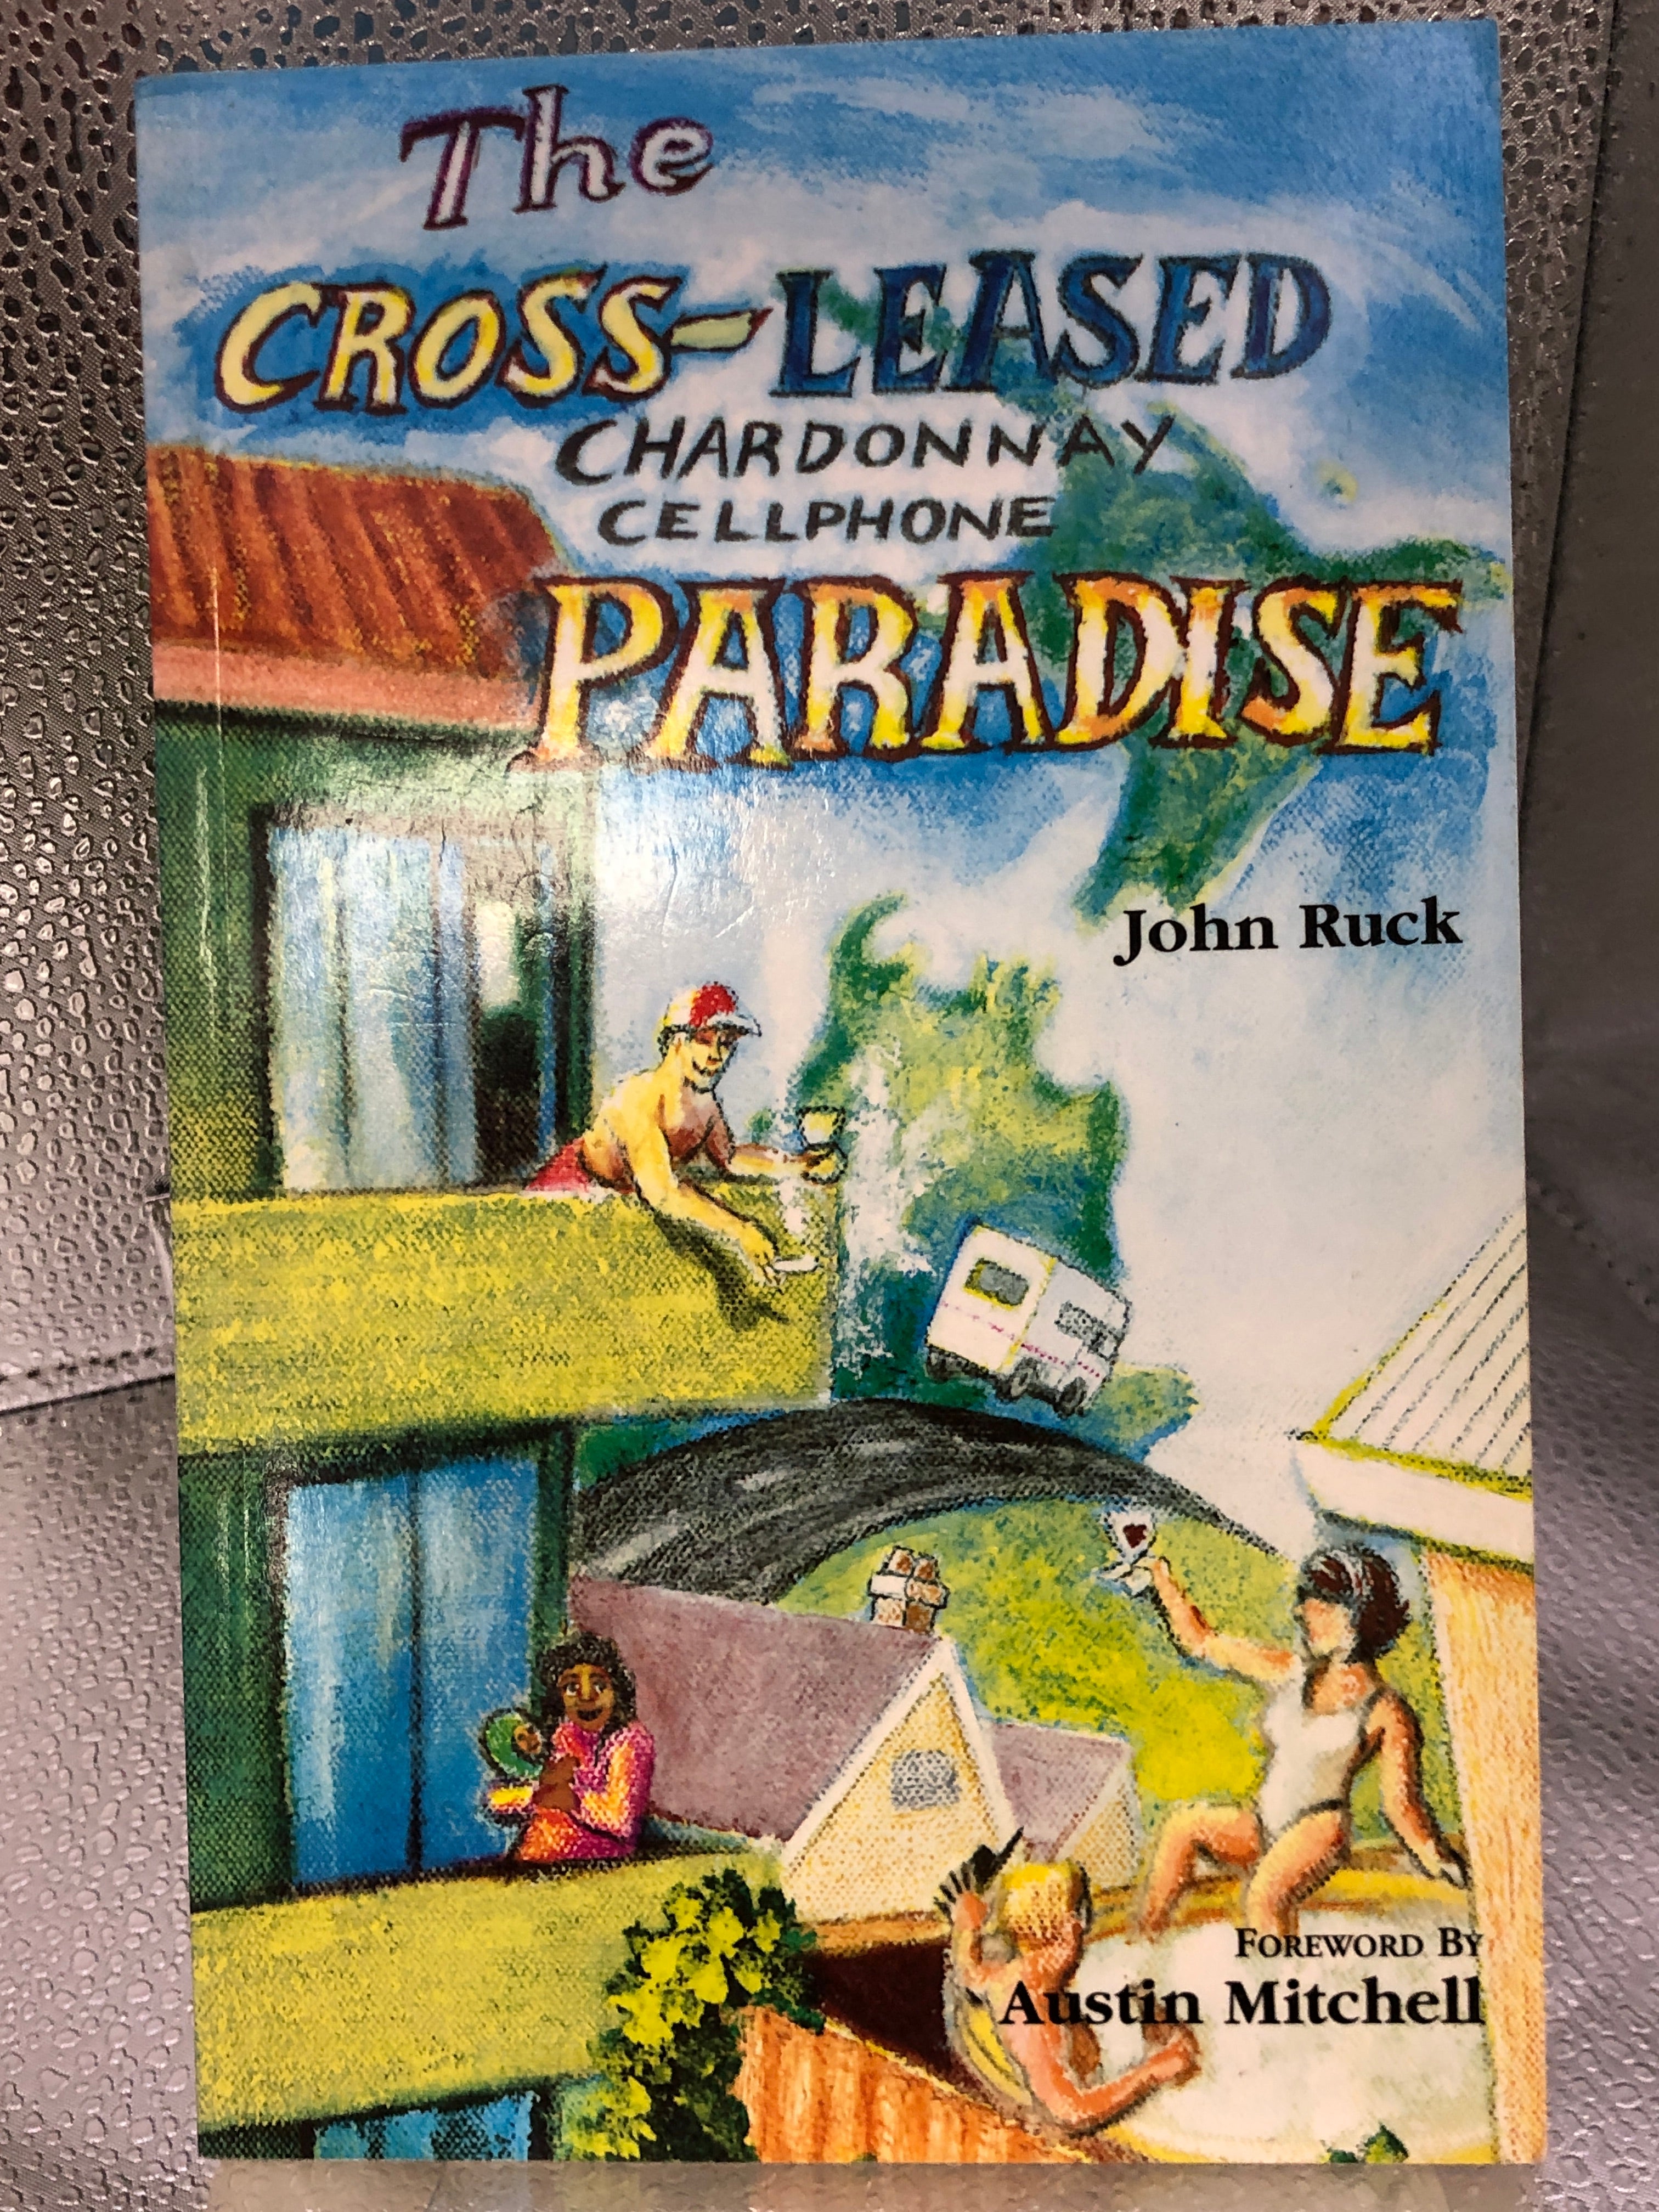 The
CROSS-LEASED
CHARDONNAY
CELLPHONE
PARADISE
John Ruck
FOREWORD BY
Austin Mitchell